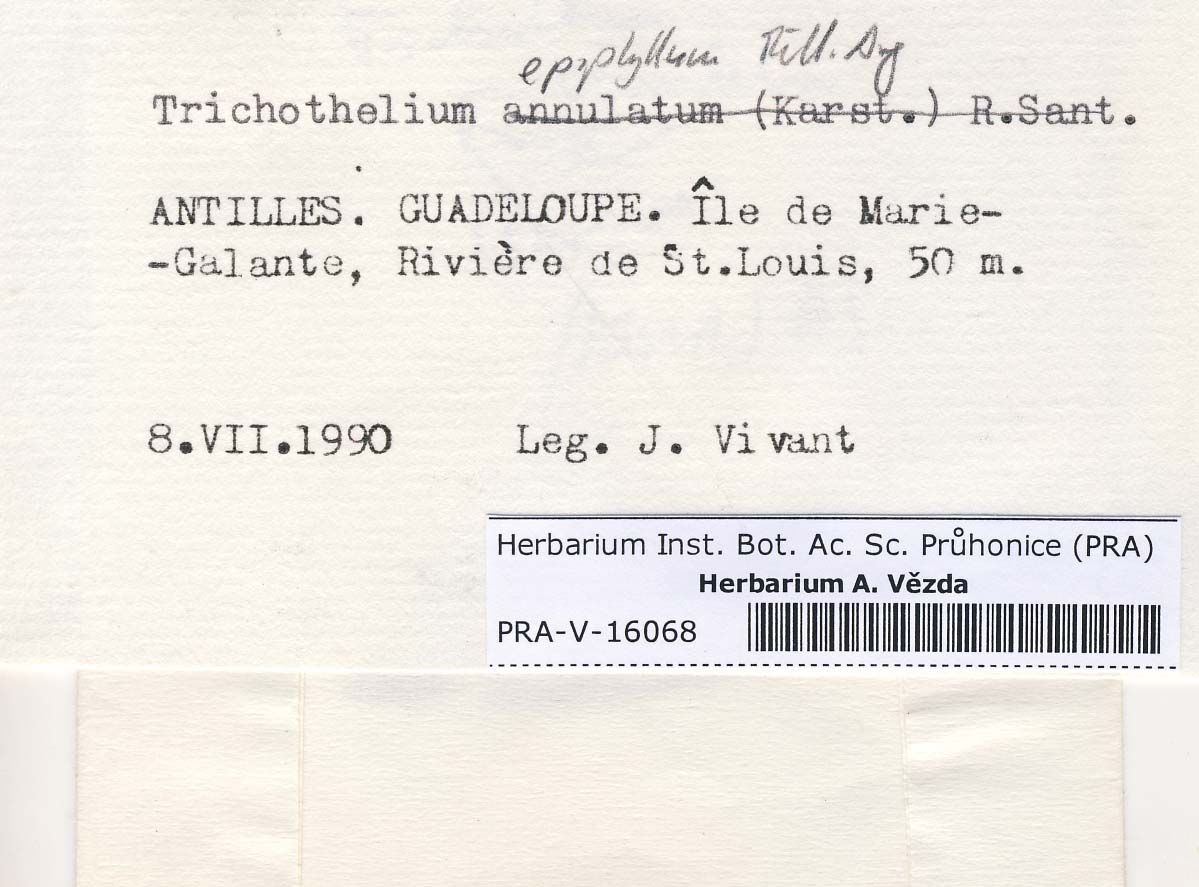 epiphyllum Müll. Arg
Trichothelium annulatum (Karst.) R.Sant.
ANTILLES. GUADELOUPE. Île de Marie-
-Galante, Rivière de St.Louis, 50 m.
8.VII.1990 Leg. J. Vivant
Herbarium Inst. Bot. Ac. Sc. Průhonice (PRA)
Herbarium A. Vězda
PRA-V-16068